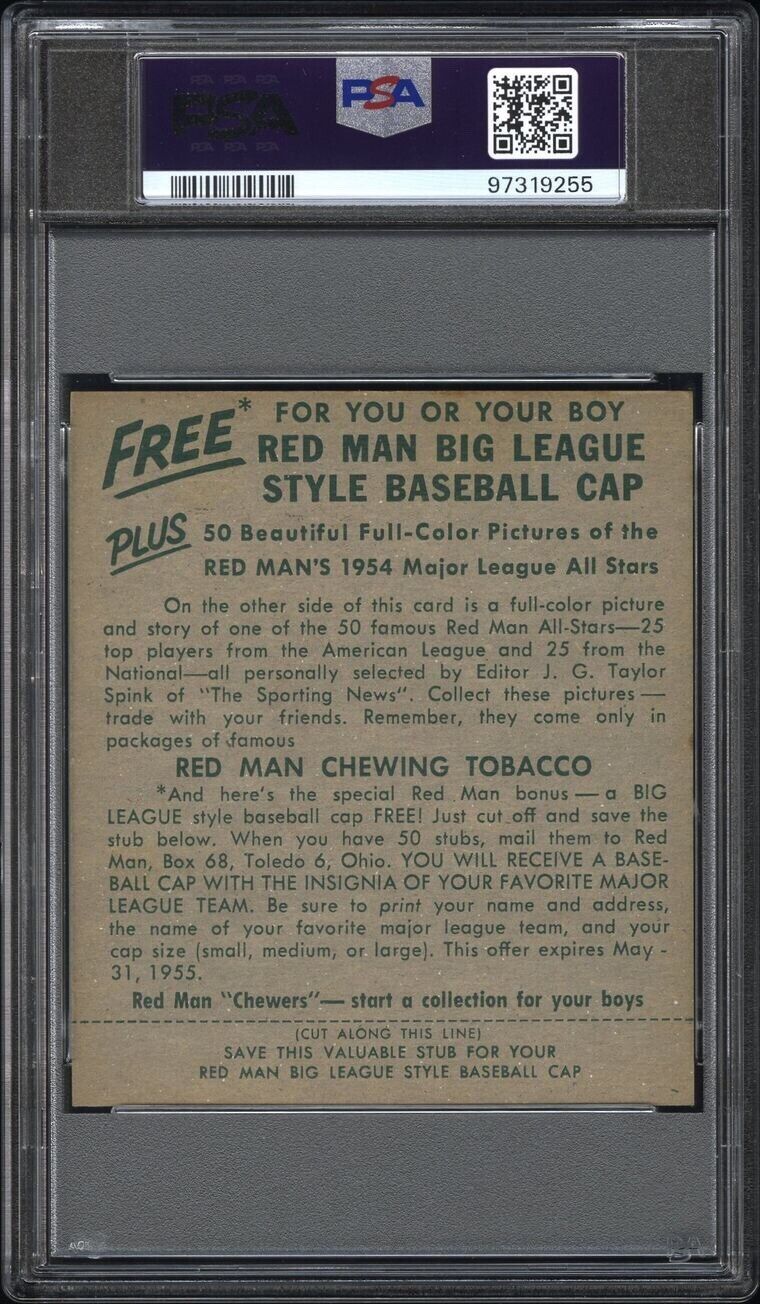 PSA PSA PSA
PSA
PSA PSA PSA
PSA
97319255
FREE* FOR YOU OR YOUR BOY
RED MAN BIG LEAGUE
STYLE BASEBALL CAP
PLUS 50 Beautiful Full-Color Pictures of the
RED MAN'S 1954 Major League All Stars
On the other side of this card is a full-color picture
and story of one of the 50 famous Red Man All-Stars—25
top players from the American League and 25 from the
National—all personally selected by Editor J. G. Taylor
Spink of "The Sporting News". Collect these pictures —
trade with your friends. Remember, they come only in
packages of famous
RED MAN CHEWING TOBACCO
*And here's the special Red Man bonus — a BIG
LEAGUE style baseball cap FREE! Just cut off and save the
stub below. When you have 50 stubs, mail them to Red
Man, Box 68, Toledo 6, Ohio. YOU WILL RECEIVE A BASE-
BALL CAP WITH THE INSIGNIA OF YOUR FAVORITE MAJOR
LEAGUE TEAM. Be sure to print your name and address,
the name of your favorite major league team, and your
cap size (small, medium, or large). This offer expires May -
31, 1955.
Red Man "Chewers"— start a collection for your boys
(CUT ALONG THIS LINE)
SAVE THIS VALUABLE STUB FOR YOUR
RED MAN BIG LEAGUE STYLE BASEBALL CAP